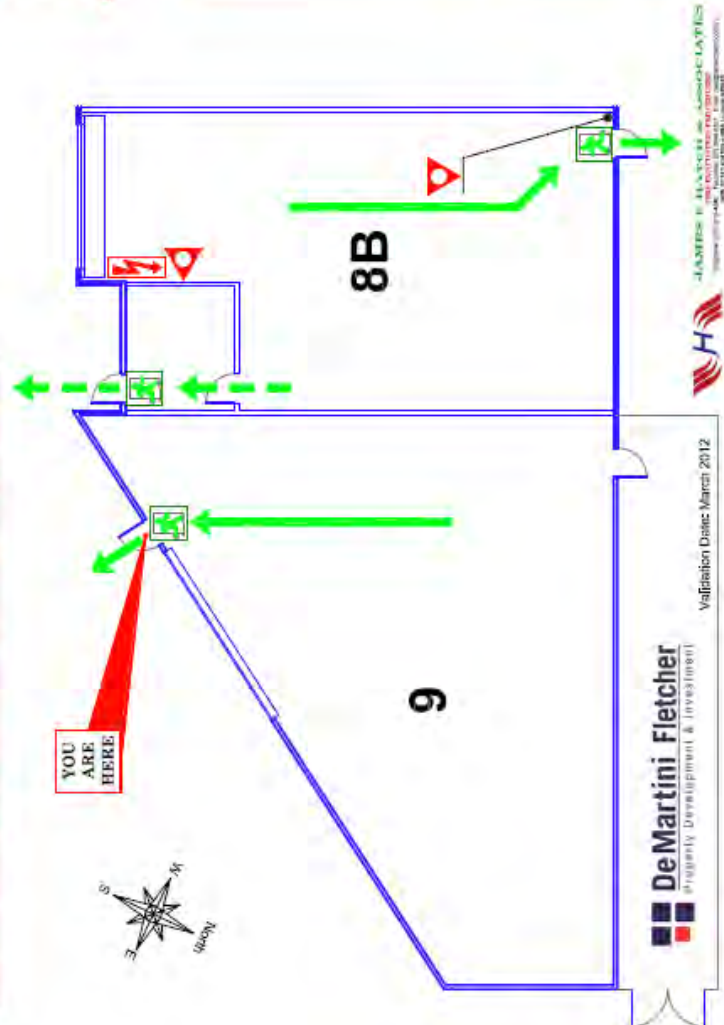 YOU
ARE
HERE
S
W
E
North
8B
9
DeMartini Fletcher
Property Development & Investment
Validation Date: March 2012
H
JAMES E HATCH & ASSOCIATES